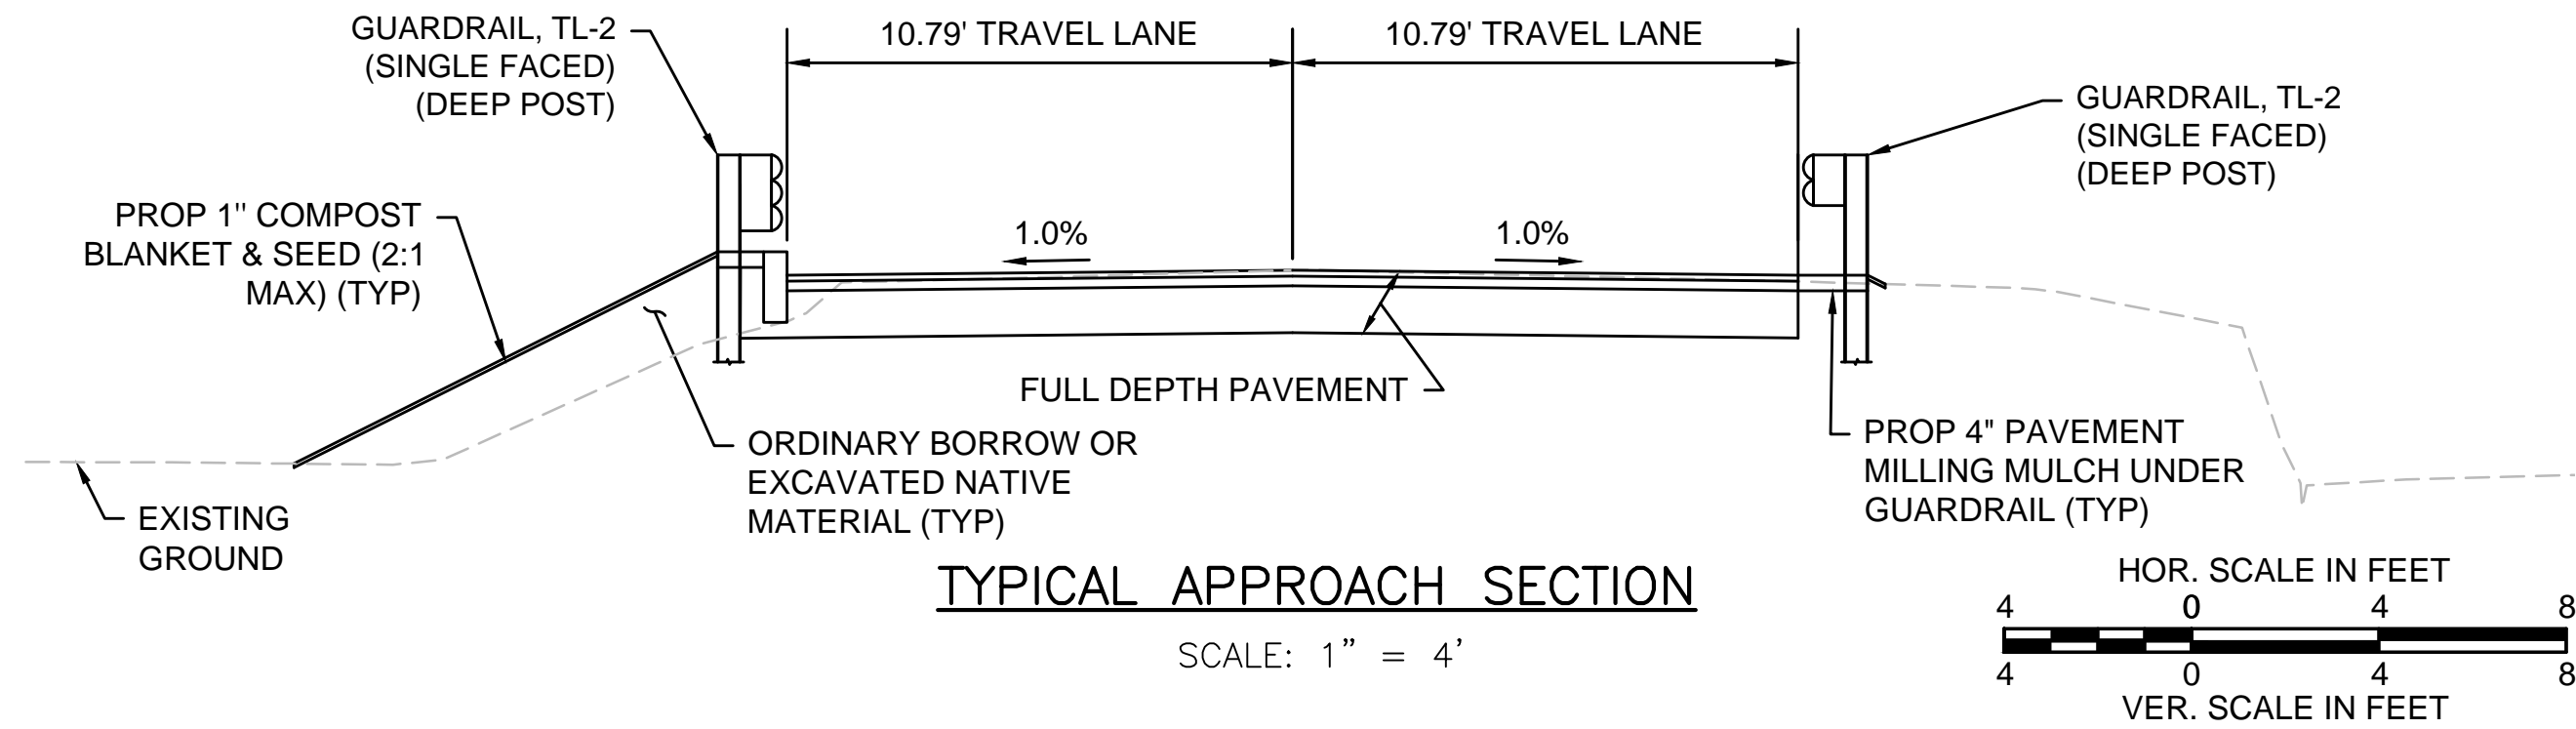 GUARDRAIL, TL-2
(SINGLE FACED)
(DEEP POST)
10.79' TRAVEL LANE
10.79' TRAVEL LANE
GUARDRAIL, TL-2
(SINGLE FACED)
(DEEP POST)
PROP 1" COMPOST
BLANKET & SEED (2:1
MAX) (TYP)
1.0%
1.0%
FULL DEPTH PAVEMENT
ORDINARY BORROW OR
EXCAVATED NATIVE
MATERIAL (TYP)
PROP 4" PAVEMENT
MILLING MULCH UNDER
GUARDRAIL (TYP)
EXISTING
GROUND
TYPICAL APPROACH SECTION
SCALE: 1" = 4'
HOR. SCALE IN FEET
4 0 4 8
4 0 4 8
VER. SCALE IN FEET